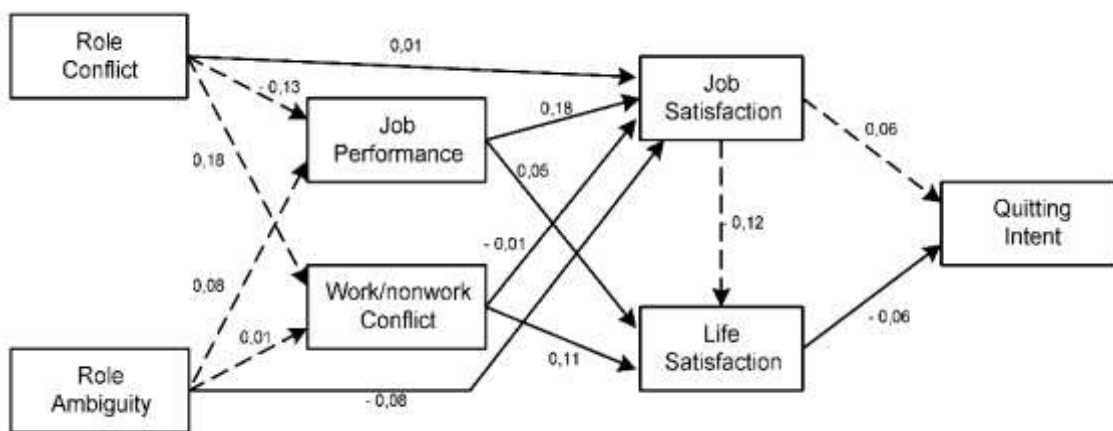 Role
Conflict
0,01
Job
Satisfaction
- 0,13
Job
Performance
0,18
0,06
0,18
0,05
Quitting
Intent
- 0,12
- 0,01
0,08
Work/nonwork
Conflict
0,01
Life
Satisfaction
- 0,06
0,11
Role
Ambiguity
- 0,08